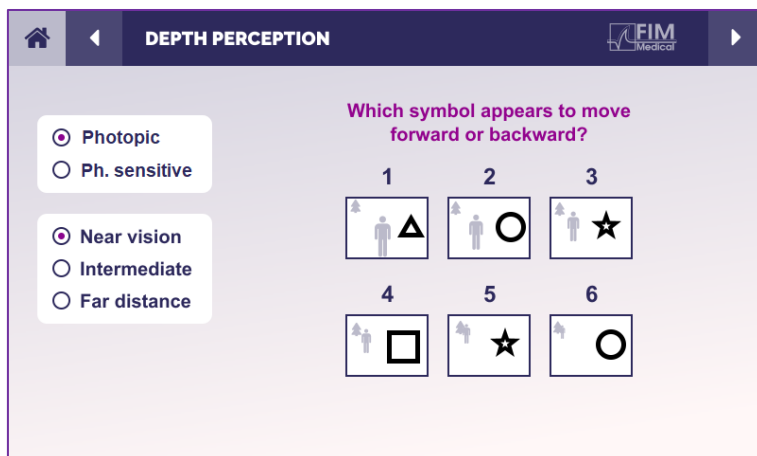 DEPTH PERCEPTION
FIM
Medical
Photopic
Ph. sensitive
Near vision
Intermediate
Far distance
Which symbol appears to move
forward or backward?
1 2 3
4 5 6